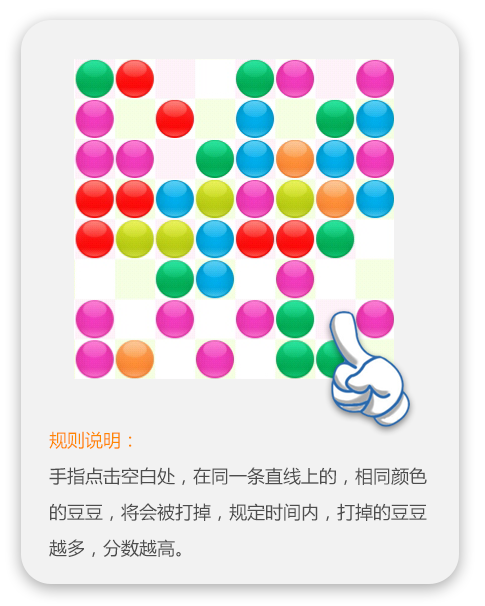 规则说明：
手指点击空白处，在同一条直线上的，相同颜色
的豆豆，将会被打掉，规定时间内，打掉的豆豆
越多，分数越高。